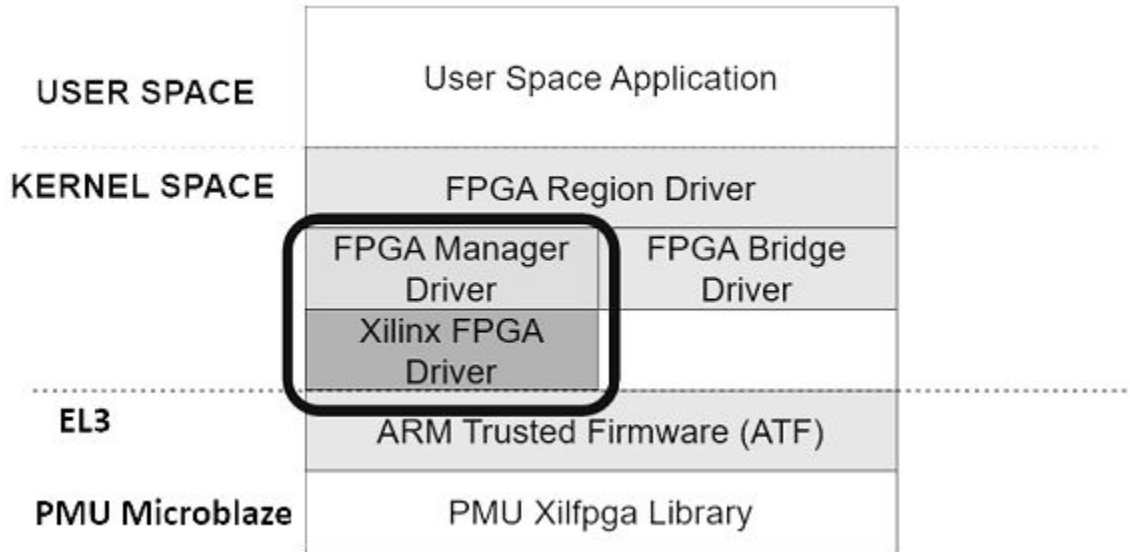 USER SPACE
User Space Application
KERNEL SPACE
FPGA Region Driver
FPGA Manager
Driver
FPGA Bridge
Driver
Xilinx FPGA
Driver
EL3
ARM Trusted Firmware (ATF)
PMU Microblaze
PMU Xilfpga Library